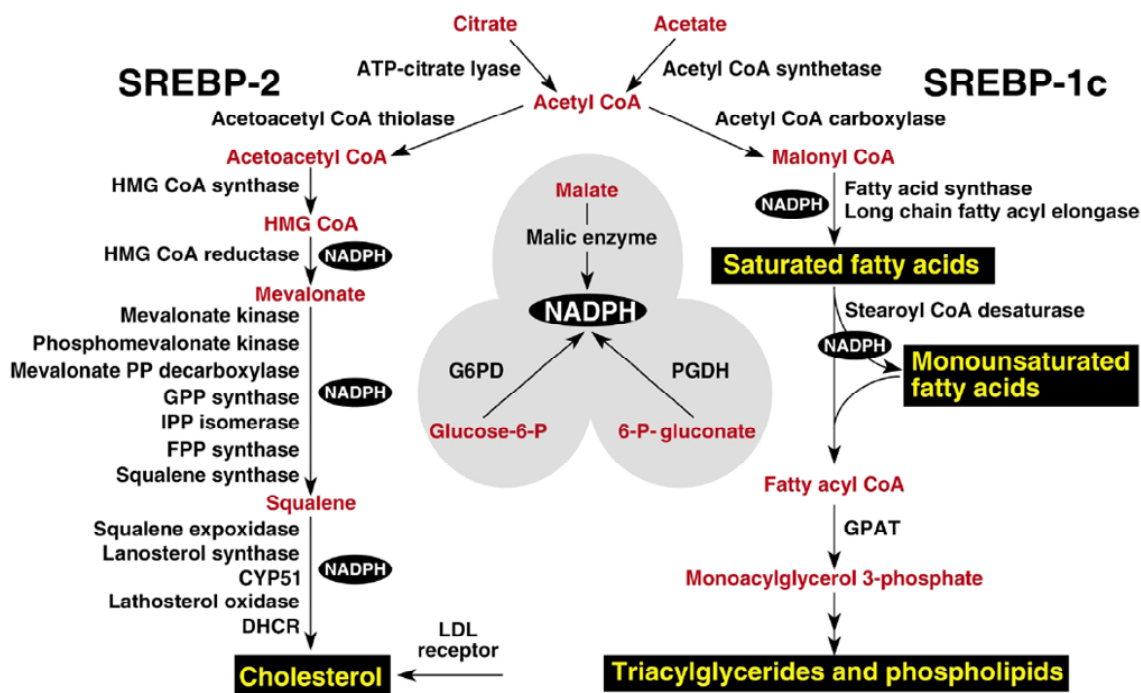 Citrate
Acetate
SREBP-2
ATP-citrate lyase
Acetyl CoA synthetase
SREBP-1c
Acetyl CoA
Acetoacetyl CoA thiolase
Acetyl CoA carboxylase
Acetoacetyl CoA
Malonyl CoA
HMG CoA synthase
HMG CoA
HMG CoA reductase
NADPH
Mevalonate
Mevalonate kinase
Phosphomevalonate kinase
Mevalonate PP decarboxylase
GPP synthase
NADPH
IPP isomerase
FPP synthase
Squalene synthase
Squalene
Squalene expoxidase
Lanosterol synthase
CYP51
NADPH
Lathosterol oxidase
DHCR
Cholesterol
LDL
receptor
Malate
Malic enzyme
NADPH
G6PD
PGDH
Glucose-6-P
6-P-gluconate
NADPH
Fatty acid synthase
Long chain fatty acyl elongase
Saturated fatty acids
Stearoyl CoA desaturase
NADPH
Monounsaturated
fatty acids
Fatty acyl CoA
GPAT
Monoacylglycerol 3-phosphate
Triacylglycerides and phospholipids